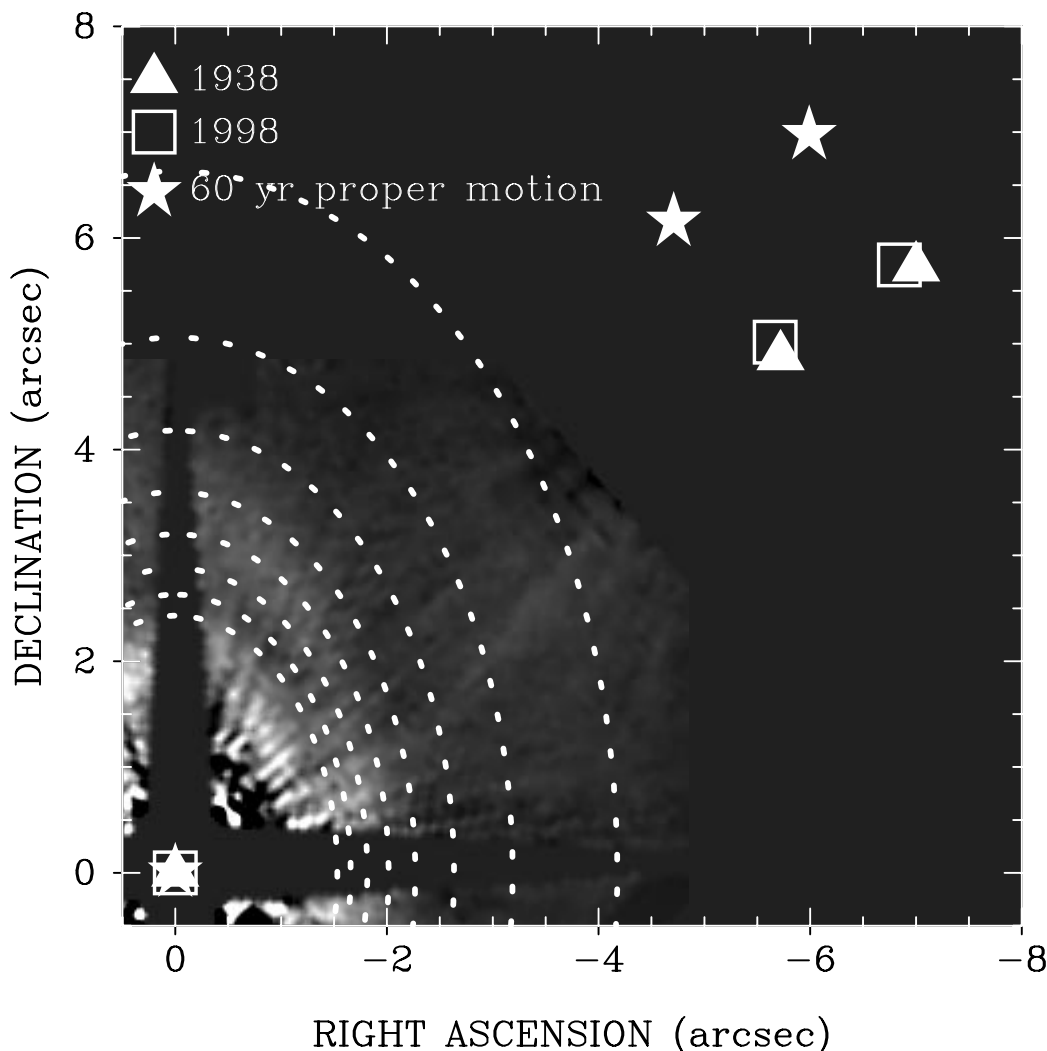 8
1938
1998
60 yr proper motion
6
4
2
0
DECLINATION (arcsec)
0 −2 −4 −6 −8
RIGHT ASCENSION (arcsec)